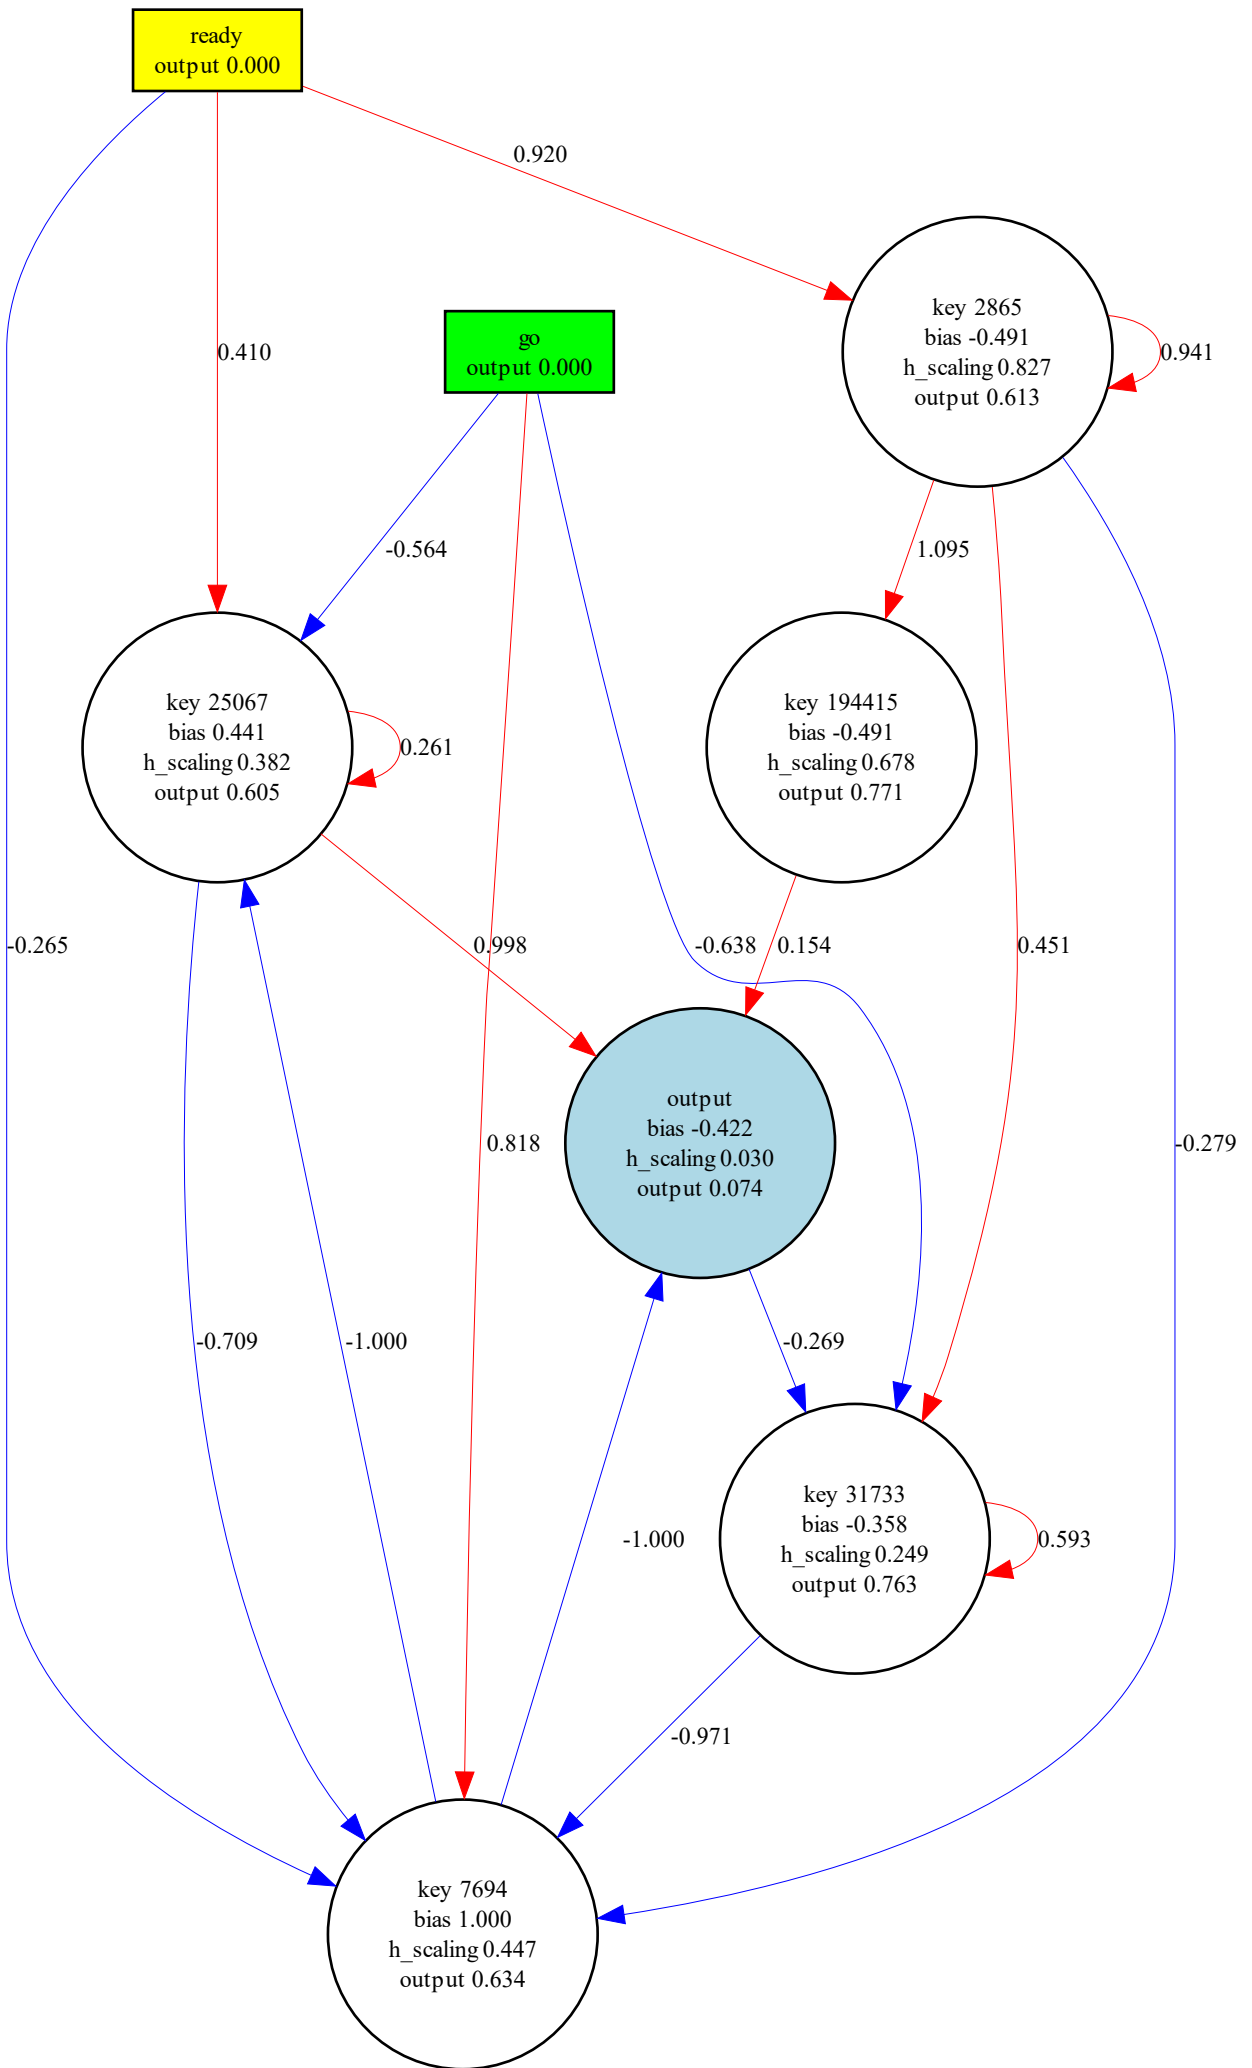 ready
output 0.000
0.920
key 2865
bias -0.491
h_scaling 0.827
output 0.613
0.941
go
output 0.000
0.410
-0.564
1.095
key 25067
bias 0.441
h_scaling 0.382
output 0.605
0.261
key 194415
bias -0.491
h_scaling 0.678
output 0.771
-0.265
0.998
-0.638
0.154
0.451
output
bias -0.422
h_scaling 0.030
output 0.074
0.818
-0.279
-0.709
-1.000
-0.269
key 31733
bias -0.358
h_scaling 0.249
output 0.763
0.593
-1.000
-0.971
key 7694
bias 1.000
h_scaling 0.447
output 0.634